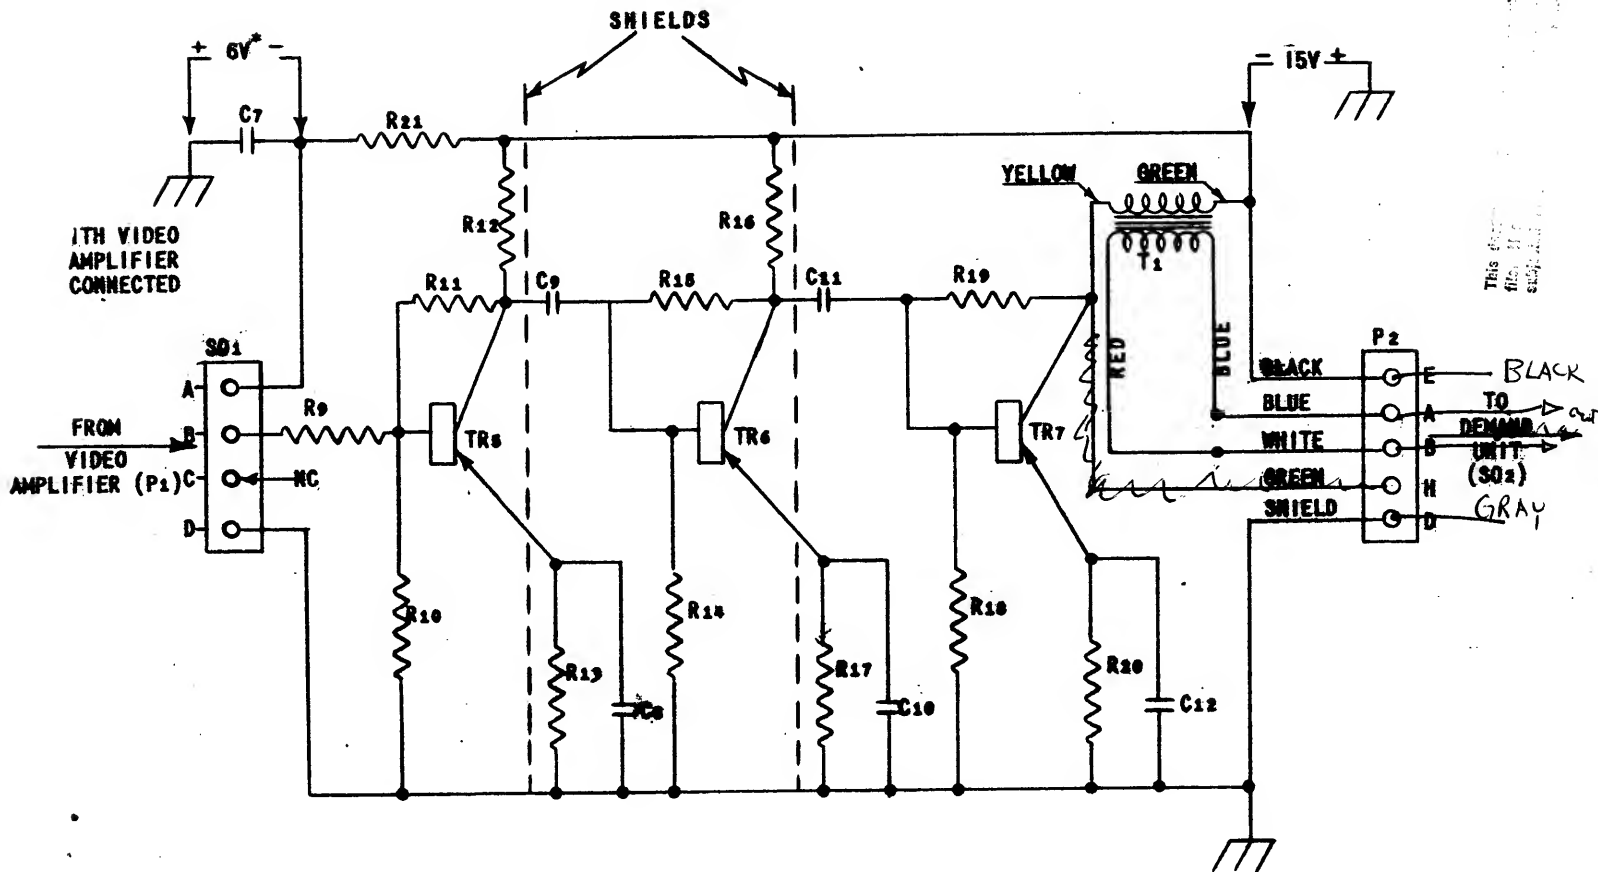 SHIELDS
+ 6V* -
- 15V +
C7
R21
YELLOW
GREEN
R12
R16
T1
ITH VIDEO
AMPLIFIER
CONNECTED
R11
C9
R15
C11
R19
This
SO1
RED
BLUE
P2
A
R9
BLACK
E
BLACK
FROM
B
TR5
TR6
TR7
BLUE
A
TO
out
VIDEO
WHITE
B
DEMAND
UNIT
AMPLIFIER (P1)
C
NC
GREEN
H
(SO2)
D
SHIELD
D
GRAY
R10
R14
R18
R13
R17
R20
C8
C10
C12